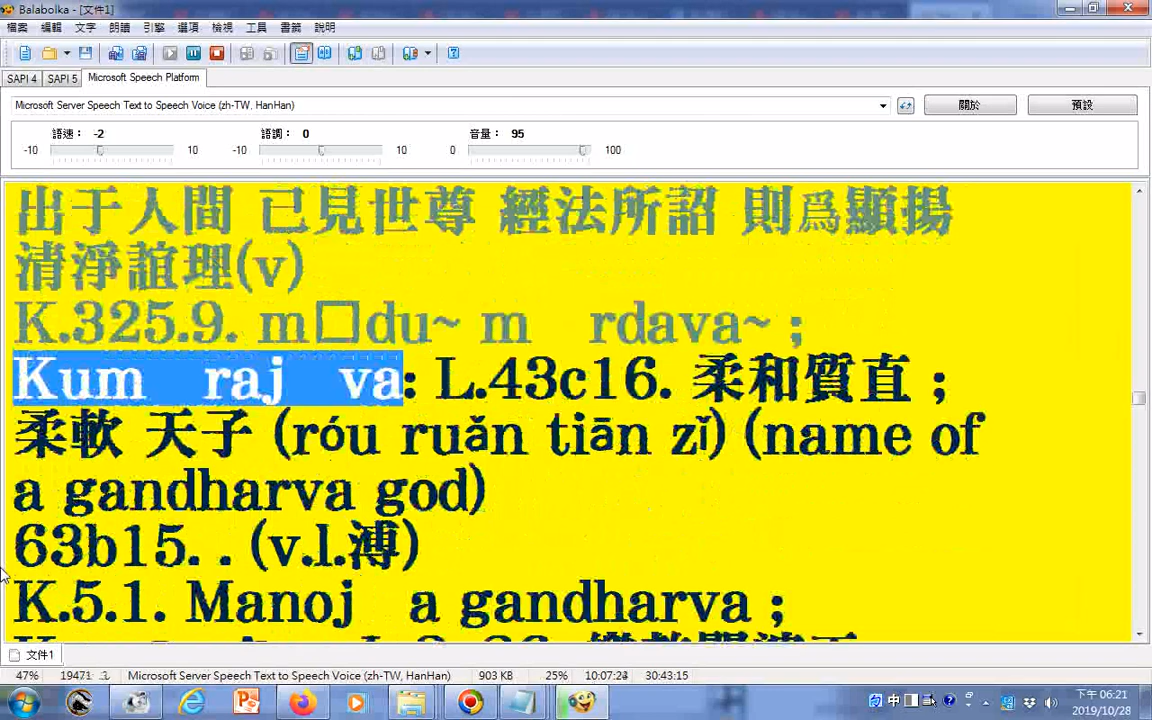 Balabolka - [文件1]
檔案 編輯 文字 朗讀 引擎 選項 檢視 工具 書籤 說明
SAPI 4 SAPI 5 Microsoft Speech Platform
Microsoft Server Speech Text to Speech Voice (zh-TW, HanHan) 關於 預設
語速： -2 語調： 0 音量： 95
-10 10 -10 10 0 100
出于人間 已見世尊 經法所詔 則爲顯揚
清淨誼理(v)
K.325.9. m□du~ m rdava~ ;
Kum raj va: L.43c16. 柔和質直 ;
柔軟 天子 (róu ruǎn tiān zǐ) (name of
a gandharva god)
63b15. . (v.l.溥)
K.5.1. Manoj a gandharva ;
文件1
47% Microsoft Server Speech Text to Speech Voice (zh-TW, HanHan) 903 KB 25% 10:07:23 30:43:15
中 下午 06:21
2019/10/28